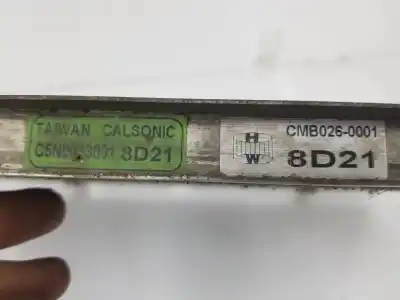 TAIWAN CALSONIC
8D21
CMB026-0001
H
W
8D21